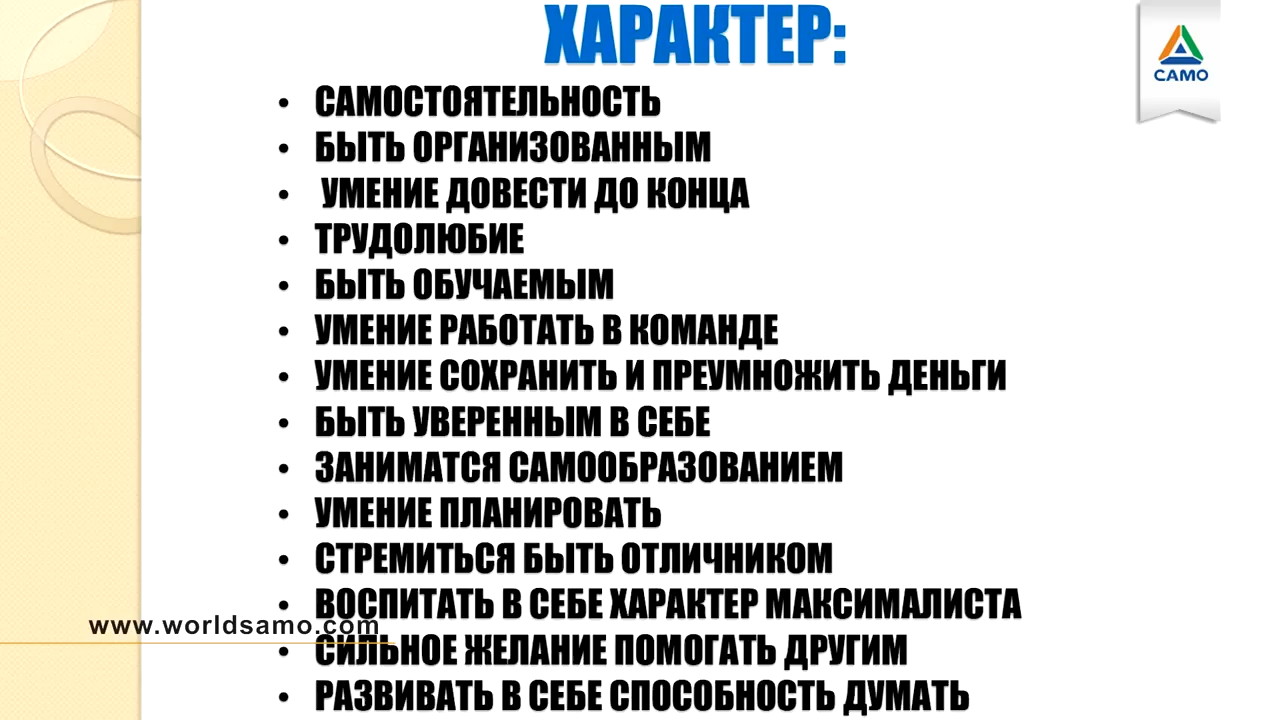 ХАРАКТЕР:
САМО
• САМОСТОЯТЕЛЬНОСТЬ
• БЫТЬ ОРГАНИЗОВАННЫМ
• УМЕНИЕ ДОВЕСТИ ДО КОНЦА
• ТРУДОЛЮБИЕ
• БЫТЬ ОБУЧАЕМЫМ
• УМЕНИЕ РАБОТАТЬ В КОМАНДЕ
• УМЕНИЕ СОХРАНИТЬ И ПРЕУМНОЖИТЬ ДЕНЬГИ
• БЫТЬ УВЕРЕННЫМ В СЕБЕ
• ЗАНИМАТСЯ САМООБРАЗОВАНИЕМ
• УМЕНИЕ ПЛАНИРОВАТЬ
• СТРЕМИТЬСЯ БЫТЬ ОТЛИЧНИКОМ
• ВОСПИТАТЬ В СЕБЕ ХАРАКТЕР МАКСИМАЛИСТА
www.worldsamo.com
• СИЛЬНОЕ ЖЕЛАНИЕ ПОМОГАТЬ ДРУГИМ
• РАЗВИВАТЬ В СЕБЕ СПОСОБНОСТЬ ДУМАТЬ